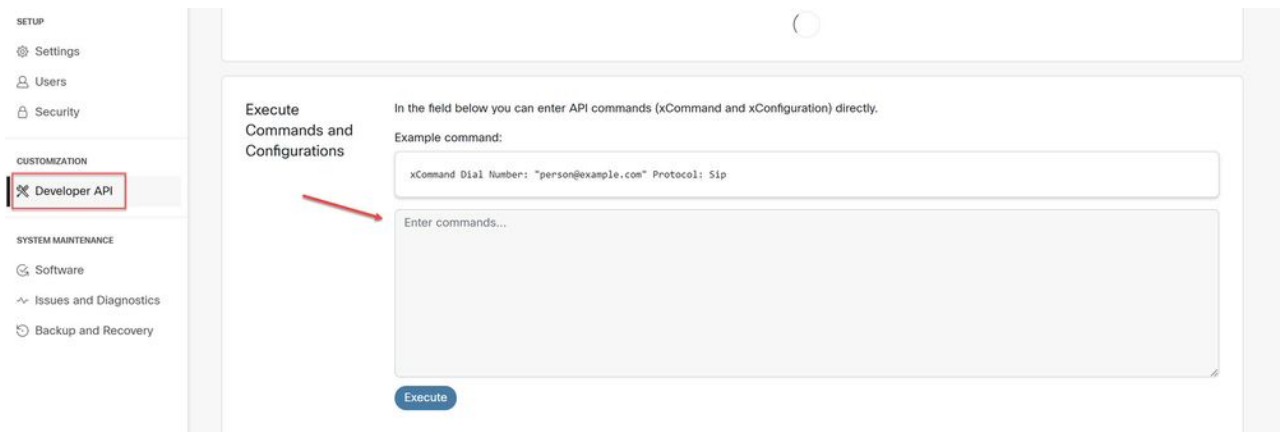 SETUP
Settings
Users
Security
CUSTOMIZATION
Developer API
SYSTEM MAINTENANCE
Software
Issues and Diagnostics
Backup and Recovery
Execute
Commands and
Configurations
In the field below you can enter API commands (xCommand and xConfiguration) directly.
Example command:
xCommand Dial Number: "person@example.com" Protocol: Sip
Enter commands...
Execute